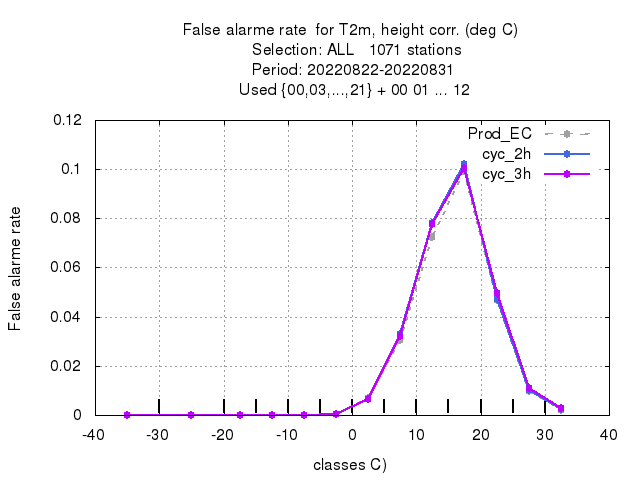 False alarme rate  for T2m, height corr. (deg C)
Selection: ALL   1071 stations
Period: 20220822-20220831
Used {00,03,...,21} + 00 01 ... 12
Prod_EC
cyc_2h
cyc_3h
False alarme rate
0.12
0.1
0.08
0.06
0.04
0.02
0
-40 -30 -20 -10 0 10 20 30 40
classes C)